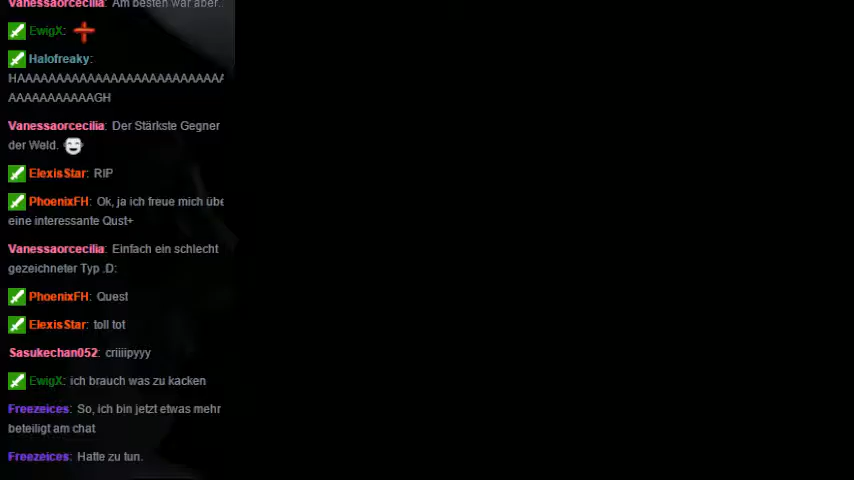 Vanessaorcecilia: Am besten wär aber..
EwigX:
Halofreaky:
HAAAAAAAAAAAAAAAAAAAAAAAAAA
AAAAAAAAAAAGH
Vanessaorcecilia: Der Stärkste Gegner
der Weld.
ElexisStar: RIP
PhoenixFH: Ok, ja ich freue mich übe
eine interessante Qust+
Vanessaorcecilia: Einfach ein schlecht
gezeichneter Typ .D:
PhoenixFH: Quest
ElexisStar: toll tot
Sasukechan052: criiiipyyy
EwigX: ich brauch was zu kacken
Freezeices: So, ich bin jetzt etwas mehr
beteiligt am chat
Freezeices: Hatte zu tun.